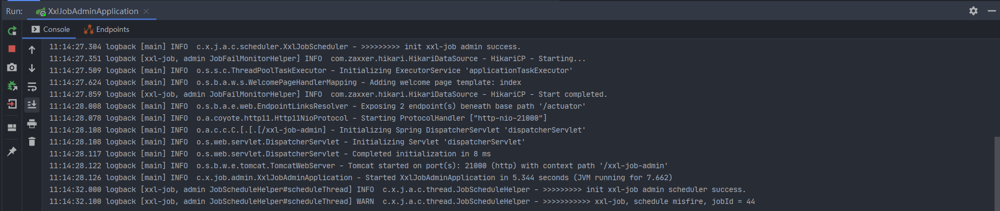 Run: XxlJobAdminApplication ×
Console Endpoints
11:14:27.304 logback [main] INFO  c.x.j.a.c.scheduler.XxlJobScheduler - >>>>>>>>> init xxl-job admin success.
11:14:27.351 logback [xxl-job, admin JobFailMonitorHelper] INFO  com.zaxxer.hikari.HikariDataSource - HikariCP - Starting...
11:14:27.509 logback [main] INFO  o.s.s.c.ThreadPoolTaskExecutor - Initializing ExecutorService 'applicationTaskExecutor'
11:14:27.624 logback [main] INFO  o.s.b.a.w.s.WelcomePageHandlerMapping - Adding welcome page template: index
11:14:27.859 logback [xxl-job, admin JobFailMonitorHelper] INFO  com.zaxxer.hikari.HikariDataSource - HikariCP - Start completed.
11:14:28.008 logback [main] INFO  o.s.b.a.e.web.EndpointLinksResolver - Exposing 2 endpoint(s) beneath base path '/actuator'
11:14:28.078 logback [main] INFO  o.a.coyote.http11.Http11NioProtocol - Starting ProtocolHandler ["http-nio-21000"]
11:14:28.108 logback [main] INFO  o.a.c.c.C.[.[.[/xxl-job-admin] - Initializing Spring DispatcherServlet 'dispatcherServlet'
11:14:28.108 logback [main] INFO  o.s.web.servlet.DispatcherServlet - Initializing Servlet 'dispatcherServlet'
11:14:28.117 logback [main] INFO  o.s.web.servlet.DispatcherServlet - Completed initialization in 8 ms
11:14:28.122 logback [main] INFO  o.s.b.w.e.tomcat.TomcatWebServer - Tomcat started on port(s): 21000 (http) with context path '/xxl-job-admin'
11:14:28.126 logback [main] INFO  c.x.job.admin.XxlJobAdminApplication - Started XxlJobAdminApplication in 5.344 seconds (JVM running for 7.662)
11:14:32.000 logback [xxl-job, admin JobScheduleHelper#scheduleThread] INFO  c.x.j.a.c.thread.JobScheduleHelper - >>>>>>>>> init xxl-job admin scheduler success.
11:14:32.100 logback [xxl-job, admin JobScheduleHelper#scheduleThread] WARN  c.x.j.a.c.thread.JobScheduleHelper - >>>>>>>>>>> xxl-job, schedule misfire, jobId = 44